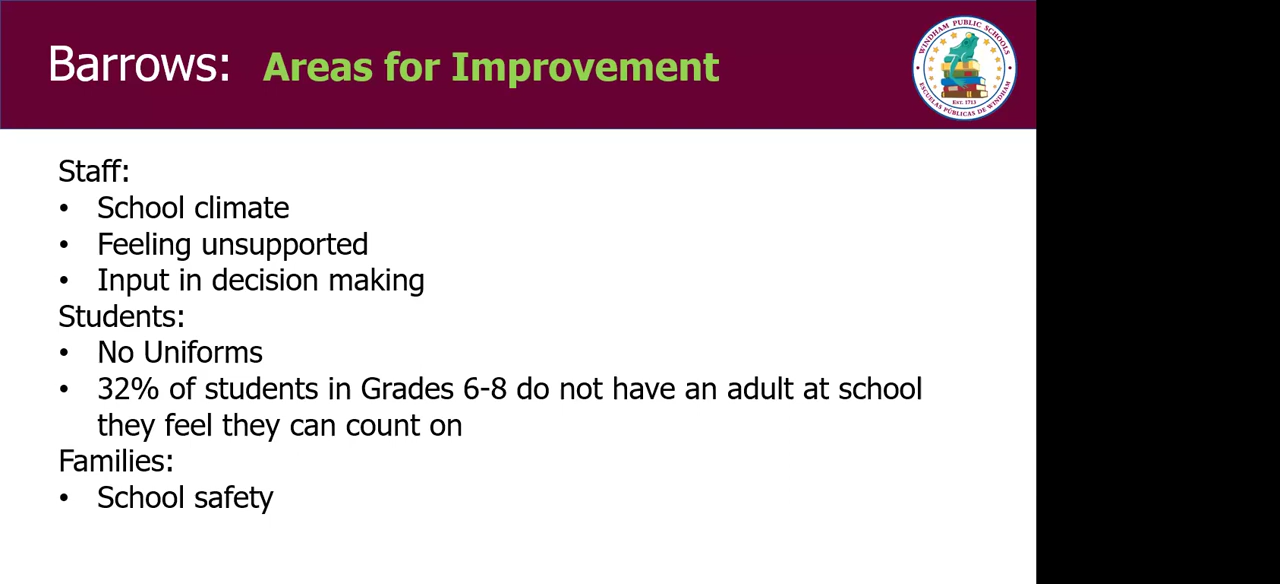 Barrows: Areas for Improvement
WINDHAM PUBLIC SCHOOLS
EST. 1713
ESCUELAS PÚBLICAS DE WINDHAM
Staff:
• School climate
• Feeling unsupported
• Input in decision making
Students:
• No Uniforms
• 32% of students in Grades 6-8 do not have an adult at school
they feel they can count on
Families:
• School safety